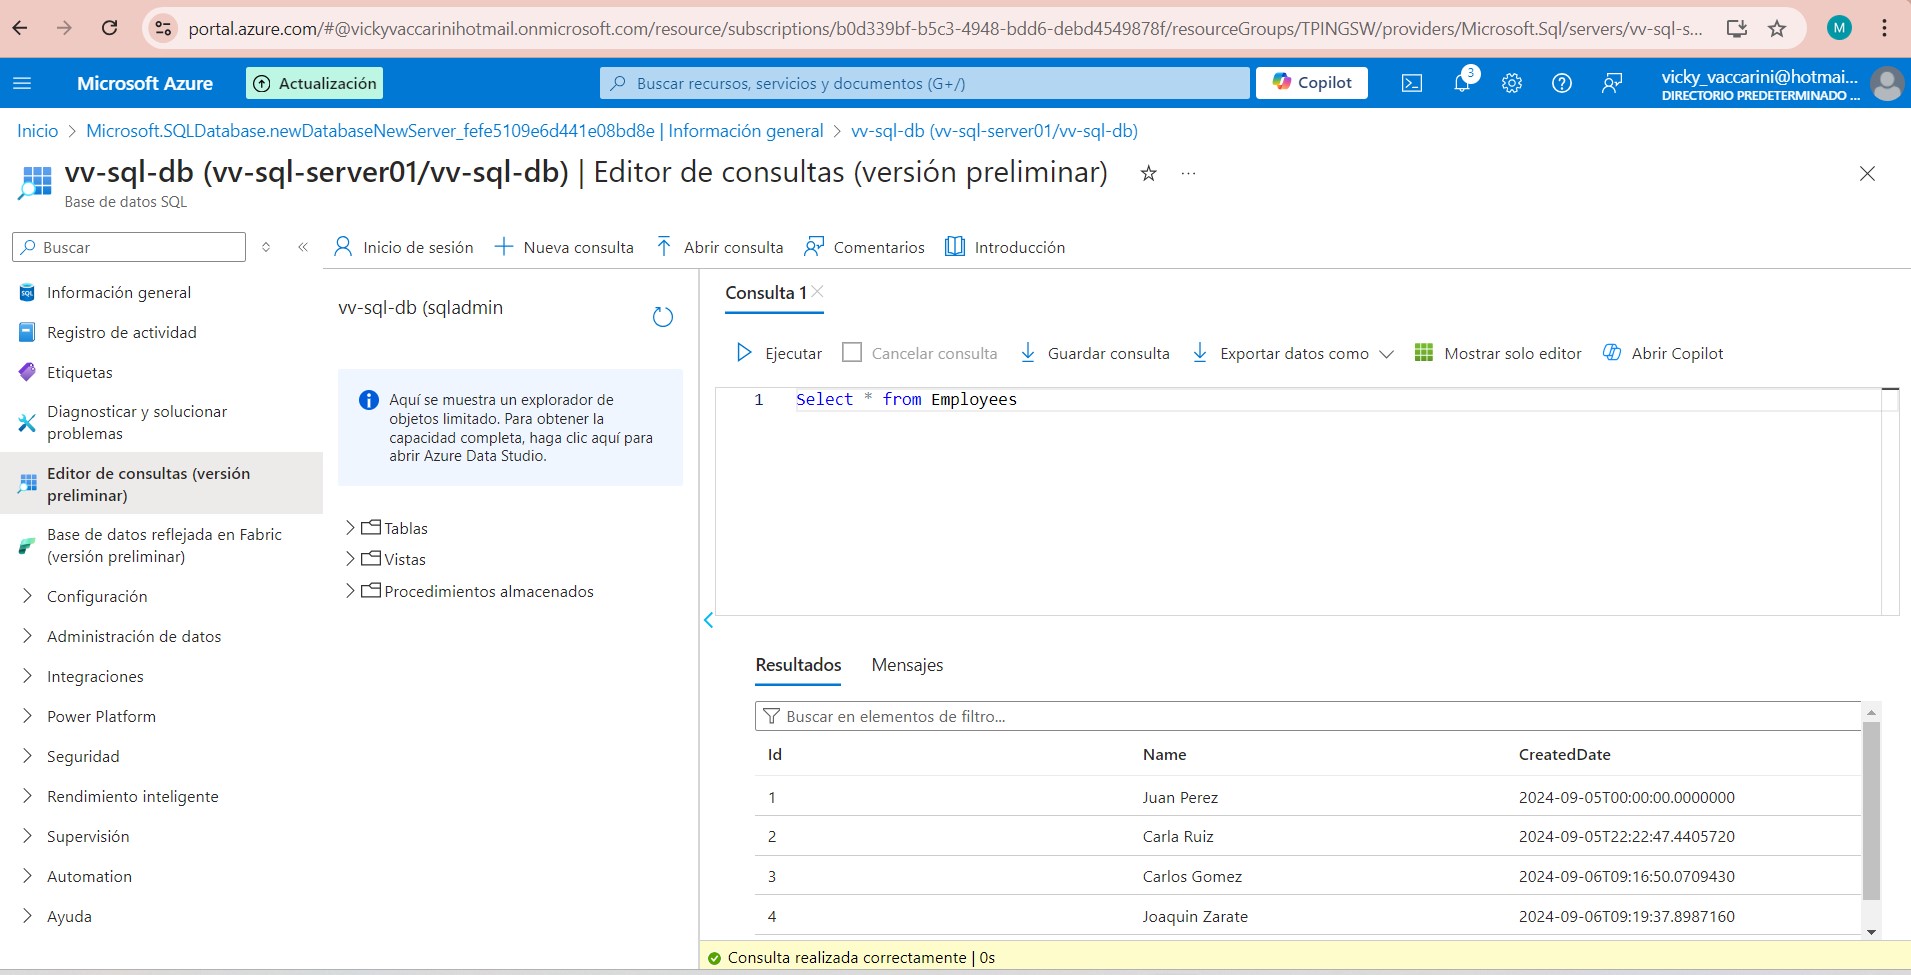 portal.azure.com/#@vickyvaccarinihotmail.onmicrosoft.com/resource/subscriptions/b0d339bf-b5c3-4948-bdd6-debd4549878f/resourceGroups/TPINGSW/providers/Microsoft.Sql/servers/vv-sql-s...
M
Microsoft Azure
Actualización
Buscar recursos, servicios y documentos (G+/)
Copilot
3
vicky_vaccarini@hotmai...
DIRECTORIO PREDETERMINADO ...
Inicio > Microsoft.SQLDatabase.newDatabaseNewServer_fefe5109e6d441e08bd8e | Información general > vv-sql-db (vv-sql-server01/vv-sql-db)
vv-sql-db (vv-sql-server01/vv-sql-db) | Editor de consultas (versión preliminar) ...
Base de datos SQL
Buscar
Inicio de sesión
Nueva consulta
Abrir consulta
Comentarios
Introducción
SQL
Información general
Registro de actividad
Etiquetas
Diagnosticar y solucionar
problemas
Editor de consultas (versión
preliminar)
Base de datos reflejada en Fabric
(versión preliminar)
Configuración
Administración de datos
Integraciones
Power Platform
Seguridad
Rendimiento inteligente
Supervisión
Automation
Ayuda
vv-sql-db (sqladmin
Aquí se muestra un explorador de
objetos limitado. Para obtener la
capacidad completa, haga clic aquí para
abrir Azure Data Studio.
Tablas
Vistas
Procedimientos almacenados
Consulta 1
Ejecutar
Cancelar consulta
Guardar consulta
Exportar datos como
Mostrar solo editor
Abrir Copilot
1 Select * from Employees
Resultados Mensajes
Buscar en elementos de filtro...
Id Name CreatedDate
1 Juan Perez 2024-09-05T00:00:00.0000000
2 Carla Ruiz 2024-09-05T22:22:47.4405720
3 Carlos Gomez 2024-09-06T09:16:50.0709430
4 Joaquin Zarate 2024-09-06T09:19:37.8987160
Consulta realizada correctamente | 0s